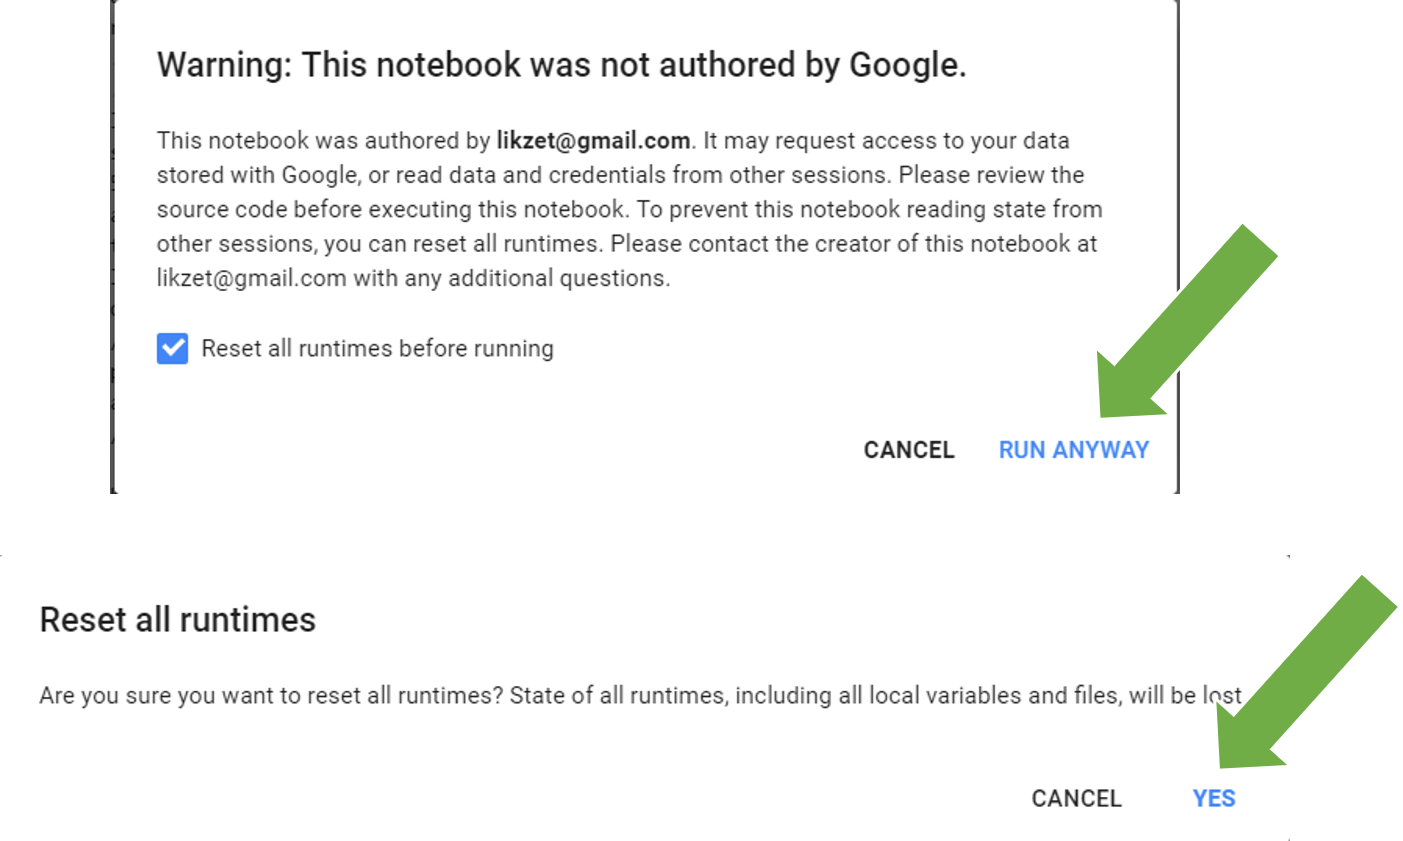 Warning: This notebook was not authored by Google.
This notebook was authored by likzet@gmail.com. It may request access to your data
stored with Google, or read data and credentials from other sessions. Please review the
source code before executing this notebook. To prevent this notebook reading state from
other sessions, you can reset all runtimes. Please contact the creator of this notebook at
likzet@gmail.com with any additional questions.
Reset all runtimes before running
CANCEL RUN ANYWAY
Reset all runtimes
Are you sure you want to reset all runtimes? State of all runtimes, including all local variables and files, will be lost
CANCEL YES